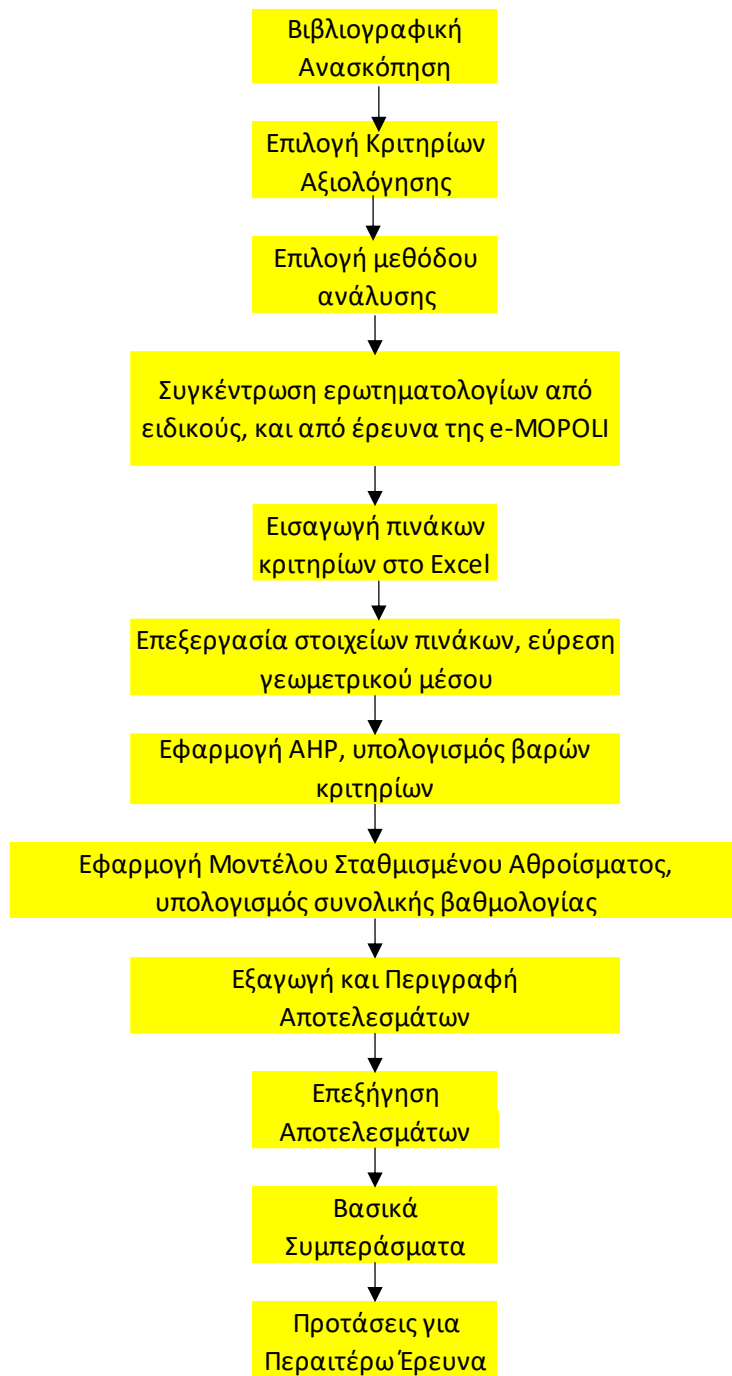 Βιβλιογραφική
Ανασκόπηση
Επιλογή Κριτηρίων
Αξιολόγησης
Επιλογή μεθόδου
ανάλυσης
Συγκέντρωση ερωτηματολογίων από
ειδικούς, και από έρευνα της e-MOPOLI
Εισαγωγή πινάκων
κριτηρίων στο Excel
Επεξεργασία στοιχείων πινάκων, εύρεση
γεωμετρικού μέσου
Εφαρμογή AHP, υπολογισμός βαρών
κριτηρίων
Εφαρμογή Μοντέλου Σταθμισμένου Αθροίσματος,
υπολογισμός συνολικής βαθμολογίας
Εξαγωγή και Περιγραφή
Αποτελεσμάτων
Επεξήγηση
Αποτελεσμάτων
Βασικά
Συμπεράσματα
Προτάσεις για
Περαιτέρω Έρευνα